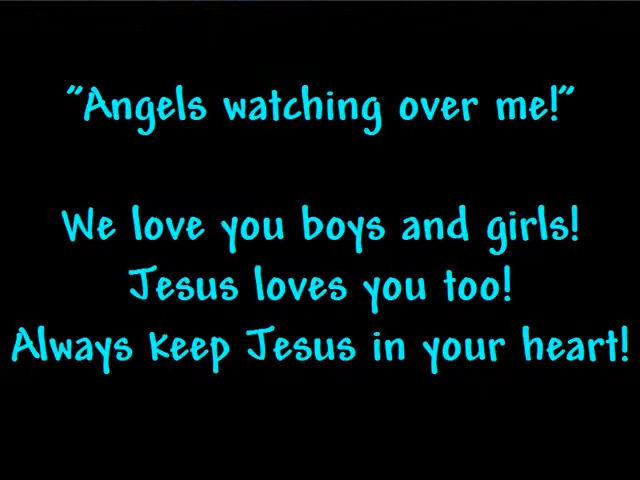 "Angels watching over me!"
We love you boys and girls!
Jesus loves you too!
Always keep Jesus in your heart!